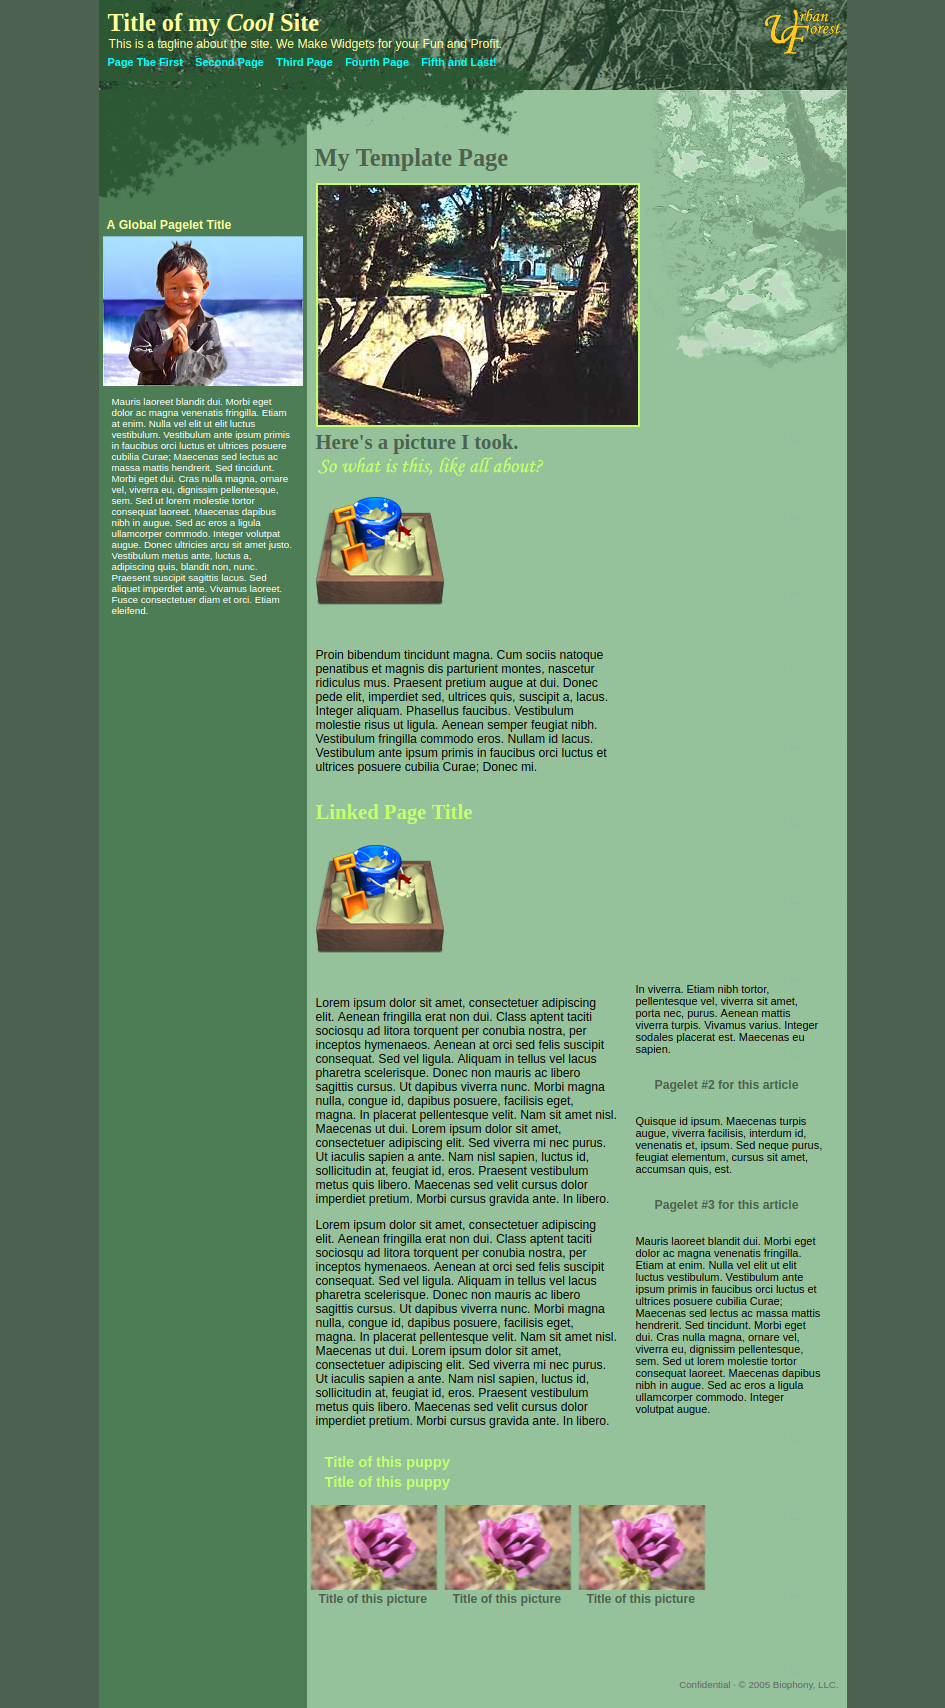 Title of my Cool Site
This is a tagline about the site. We Make Widgets for your Fun and Profit.
Page The First Second Page Third Page Fourth Page Fifth and Last!
Urban Forest
My Template Page
A Global Pagelet Title
Mauris laoreet blandit dui. Morbi eget
dolor ac magna venenatis fringilla. Etiam
at enim. Nulla vel elit ut elit luctus
vestibulum. Vestibulum ante ipsum primis
in faucibus orci luctus et ultrices posuere
cubilia Curae; Maecenas sed lectus ac
massa mattis hendrerit. Sed tincidunt.
Morbi eget dui. Cras nulla magna, ornare
vel, viverra eu, dignissim pellentesque,
sem. Sed ut lorem molestie tortor
consequat laoreet. Maecenas dapibus
nibh in augue. Sed ac eros a ligula
ullamcorper commodo. Integer volutpat
augue. Donec ultricies arcu sit amet justo.
Vestibulum metus ante, luctus a,
adipiscing quis, blandit non, nunc.
Praesent suscipit sagittis lacus. Sed
aliquet imperdiet ante. Vivamus laoreet.
Fusce consectetuer diam et orci. Etiam
eleifend.
Here's a picture I took.
So what is this, like all about?
Proin bibendum tincidunt magna. Cum sociis natoque
penatibus et magnis dis parturient montes, nascetur
ridiculus mus. Praesent pretium augue at dui. Donec
pede elit, imperdiet sed, ultrices quis, suscipit a, lacus.
Integer aliquam. Phasellus faucibus. Vestibulum
molestie risus ut ligula. Aenean semper feugiat nibh.
Vestibulum fringilla commodo eros. Nullam id lacus.
Vestibulum ante ipsum primis in faucibus orci luctus et
ultrices posuere cubilia Curae; Donec mi.
Linked Page Title
Lorem ipsum dolor sit amet, consectetuer adipiscing
elit. Aenean fringilla erat non dui. Class aptent taciti
sociosqu ad litora torquent per conubia nostra, per
inceptos hymenaeos. Aenean at orci sed felis suscipit
consequat. Sed vel ligula. Aliquam in tellus vel lacus
pharetra scelerisque. Donec non mauris ac libero
sagittis cursus. Ut dapibus viverra nunc. Morbi magna
nulla, congue id, dapibus posuere, facilisis eget,
magna. In placerat pellentesque velit. Nam sit amet nisl.
Maecenas ut dui. Lorem ipsum dolor sit amet,
consectetuer adipiscing elit. Sed viverra mi nec purus.
Ut iaculis sapien a ante. Nam nisl sapien, luctus id,
sollicitudin at, feugiat id, eros. Praesent vestibulum
metus quis libero. Maecenas sed velit cursus dolor
imperdiet pretium. Morbi cursus gravida ante. In libero.
Lorem ipsum dolor sit amet, consectetuer adipiscing
elit. Aenean fringilla erat non dui. Class aptent taciti
sociosqu ad litora torquent per conubia nostra, per
inceptos hymenaeos. Aenean at orci sed felis suscipit
consequat. Sed vel ligula. Aliquam in tellus vel lacus
pharetra scelerisque. Donec non mauris ac libero
sagittis cursus. Ut dapibus viverra nunc. Morbi magna
nulla, congue id, dapibus posuere, facilisis eget,
magna. In placerat pellentesque velit. Nam sit amet nisl.
Maecenas ut dui. Lorem ipsum dolor sit amet,
consectetuer adipiscing elit. Sed viverra mi nec purus.
Ut iaculis sapien a ante. Nam nisl sapien, luctus id,
sollicitudin at, feugiat id, eros. Praesent vestibulum
metus quis libero. Maecenas sed velit cursus dolor
imperdiet pretium. Morbi cursus gravida ante. In libero.
In viverra. Etiam nibh tortor,
pellentesque vel, viverra sit amet,
porta nec, purus. Aenean mattis
viverra turpis. Vivamus varius. Integer
sodales placerat est. Maecenas eu
sapien.
Pagelet #2 for this article
Quisque id ipsum. Maecenas turpis
augue, viverra facilisis, interdum id,
venenatis et, ipsum. Sed neque purus,
feugiat elementum, cursus sit amet,
accumsan quis, est.
Pagelet #3 for this article
Mauris laoreet blandit dui. Morbi eget
dolor ac magna venenatis fringilla.
Etiam at enim. Nulla vel elit ut elit
luctus vestibulum. Vestibulum ante
ipsum primis in faucibus orci luctus et
ultrices posuere cubilia Curae;
Maecenas sed lectus ac massa mattis
hendrerit. Sed tincidunt. Morbi eget
dui. Cras nulla magna, ornare vel,
viverra eu, dignissim pellentesque,
sem. Sed ut lorem molestie tortor
consequat laoreet. Maecenas dapibus
nibh in augue. Sed ac eros a ligula
ullamcorper commodo. Integer
volutpat augue.
Title of this puppy
Title of this puppy
Title of this picture Title of this picture Title of this picture
Confidential · © 2005 Biophony, LLC.